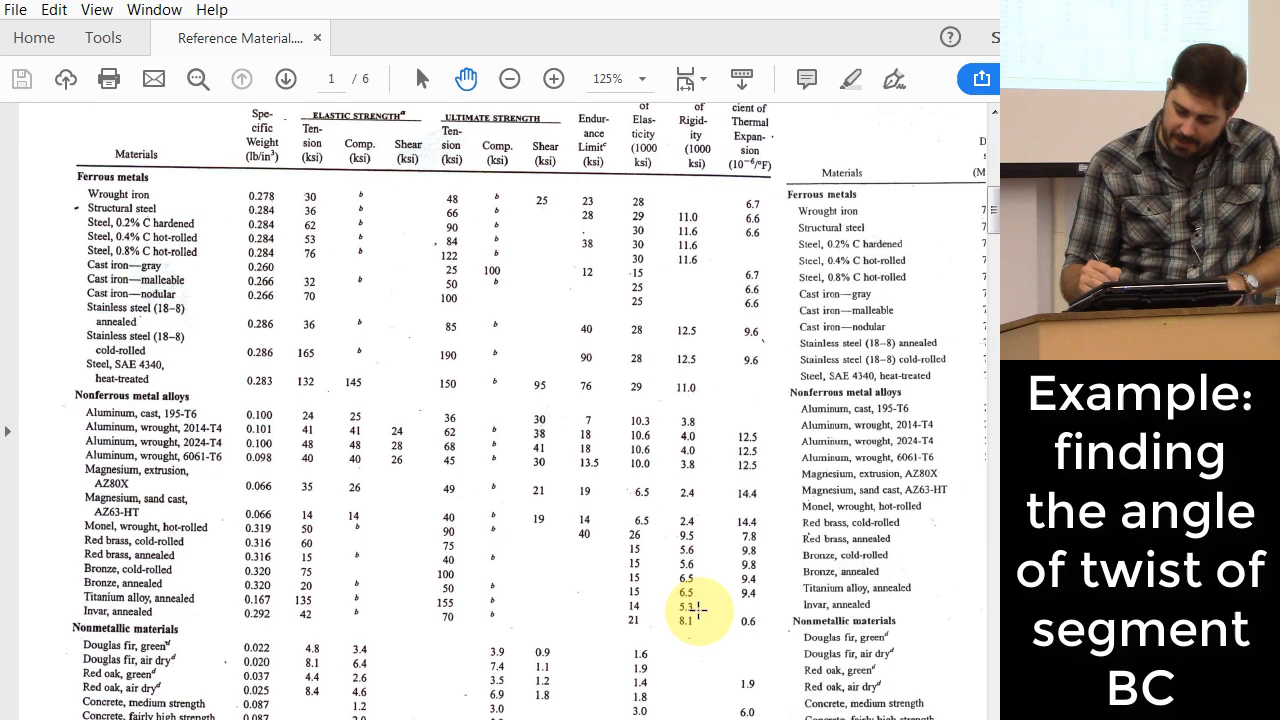 File Edit View Window Help
Home Tools Reference Material.... × ? S
1 / 6 125%
of of cient of
Spe- ELASTIC STRENGTHᵃ ULTIMATE STRENGTH Elas- Rigid- Thermal
cific Ten- Ten- Endur- ticity ity Expan-
Weight sion Comp. Shear sion Comp. Shear ance (1000 (1000 sion
Materials (lb/in³) (ksi) (ksi) (ksi) (ksi) (ksi) (ksi) Limitᶜ (ksi) ksi) ksi) (10⁻⁶/°F)
Ferrous metals
Wrought iron 0.278 30 b 48 b 25 23 28 6.7
Structural steel 0.284 36 b 66 b 28 29 11.0 6.6
Steel, 0.2% C hardened 0.284 62 b 90 b 30 11.6 6.6
Steel, 0.4% C hot-rolled 0.284 53 b 84 b 38 30 11.6
Steel, 0.8% C hot-rolled 0.284 76 b 122 b 30 11.6
Cast iron—gray 0.260 25 100 12 15 6.7
Cast iron—malleable 0.266 32 b 50 b 25 6.6
Cast iron—nodular 0.266 70 100 25 6.6
Stainless steel (18–8)
annealed 0.286 36 b 85 b 40 28 12.5 9.6
Stainless steel (18–8)
cold-rolled 0.286 165 b 190 b 90 28 12.5 9.6
Steel, SAE 4340,
heat-treated 0.283 132 145 150 b 95 76 29 11.0
Nonferrous metal alloys
Aluminum, cast, 195-T6 0.100 24 25 36 30 7 10.3 3.8
Aluminum, wrought, 2014-T4 0.101 41 41 24 62 b 38 18 10.6 4.0 12.5
Aluminum, wrought, 2024-T4 0.100 48 48 28 68 b 41 18 10.6 4.0 12.5
Aluminum, wrought, 6061-T6 0.098 40 40 26 45 b 30 13.5 10.0 3.8 12.5
Magnesium, extrusion,
AZ80X 0.066 35 26 49 b 21 19 6.5 2.4 14.4
Magnesium, sand cast,
AZ63-HT 0.066 14 14 40 b 19 14 6.5 2.4 14.4
Monel, wrought, hot-rolled 0.319 50 b 90 b 40 26 9.5 7.8
Red brass, cold-rolled 0.316 60 75 15 5.6 9.8
Red brass, annealed 0.316 15 b 40 b 15 5.6 9.8
Bronze, cold-rolled 0.320 75 100 15 6.5 9.4
Bronze, annealed 0.320 20 b 50 b 15 6.5 9.4
Titanium alloy, annealed 0.167 135 b 155 b 14 5.3
Invar, annealed 0.292 42 b 70 b 21 8.1 0.6
Nonmetallic materials
Douglas fir, greenᵈ 0.022 4.8 3.4 3.9 0.9 1.6
Douglas fir, air dryᵈ 0.020 8.1 6.4 7.4 1.1 1.9
Red oak, greenᵈ 0.037 4.4 2.6 3.5 1.2 1.4 1.9
Red oak, air dryᵈ 0.025 8.4 4.6 6.9 1.8 1.8
Concrete, medium strength 0.087 1.2 3.0 3.0 6.0
Concrete, fairly high strength 0.087 2.0
D
s
Materials (M
Ferrous metals
Wrought iron 7
Structural steel 7
Steel, 0.2% C hardened 7
Steel, 0.4% C hot-rolled 7
Steel, 0.8% C hot-rolled 7
Cast iron—gray 7
Cast iron—malleable 7
Cast iron—nodular 7
Stainless steel (18–8) annealed 7
Stainless steel (18–8) cold-rolled 7
Steel, SAE 4340, heat-treated 7
Nonferrous metal alloys
Aluminum, cast, 195-T6
Aluminum, wrought, 2014-T4
Aluminum, wrought, 2024-T4
Aluminum, wrought, 6061-T6
Magnesium, extrusion, AZ80X
Magnesium, sand cast, AZ63-HT
Monel, wrought, hot-rolled
Red brass, cold-rolled
Red brass, annealed
Bronze, cold-rolled
Bronze, annealed
Titanium alloy, annealed
Invar, annealed
Nonmetallic materials
Douglas fir, greenᵈ
Douglas fir, air dryᵈ
Red oak, greenᵈ
Red oak, air dryᵈ
Concrete, medium strength
Example:
finding
the angle
of twist of
segment
BC